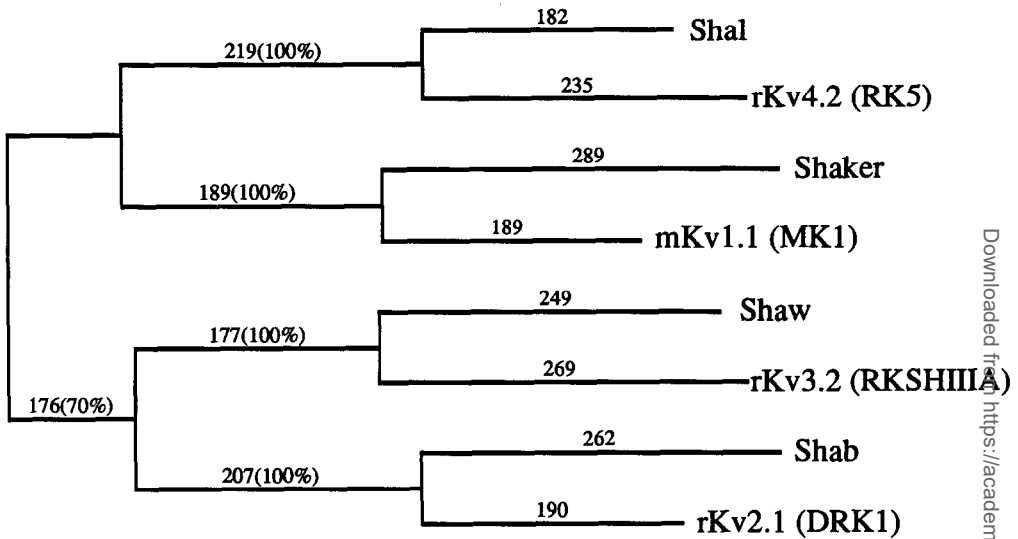 182
Shal
219(100%)
235
rKv4.2 (RK5)
289
Shaker
189(100%)
189
mKv1.1 (MK1)
249
Shaw
177(100%)
269
rKv3.2 (RKSHIIIA)
176(70%)
262
Shab
207(100%)
190
rKv2.1 (DRK1)
Downloaded from https://academ